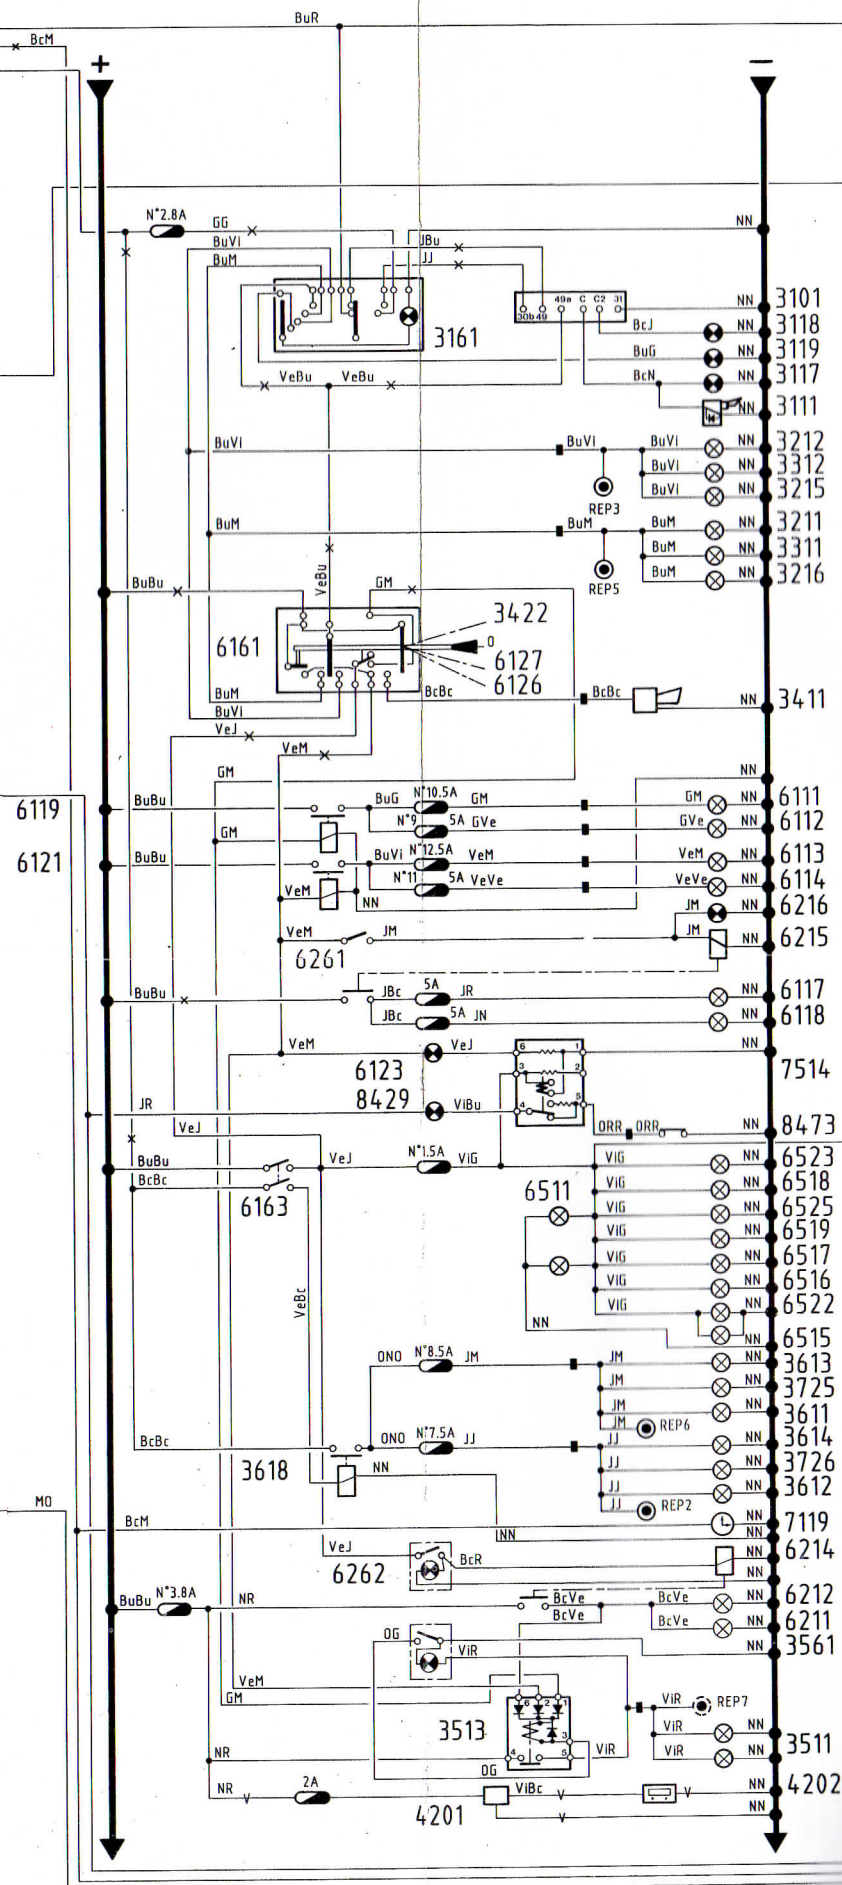 BuR
BcM
+
−
N°2.8A GG NN
BuVi JBu
BuM JJ
49a C C2 31
30b 49
NN 3101
3161
BcJ NN 3118
BuG NN 3119
VeBu VeBu BcN NN 3117
NN 3111
BuVi BuVi BuVi NN 3212
BuVi NN 3312
BuVi NN 3215
REP3
BuM BuM BuM NN 3211
BuM NN 3311
BuM NN 3216
REP5
BuBu VeBu GM
3422
6161 0
6127
6126
BuM BcBc BcBc NN 3411
BuVi
VeJ
VeM
GM NN
6119 BuBu BuG N°10.5A GM GM NN 6111
N°9 5A GVe GVe NN 6112
GM
6121 BuBu BuVi N°12.5A VeM VeM NN 6113
N°11 5A VeVe VeVe NN 6114
VeM NN JM NN 6216
VeM JM JM NN 6215
6261
BuBu JBc 5A JR NN 6117
JBc 5A JN NN 6118
VeM VeJ 6 1 NN
6123 3 2 7514
8429
JR ViBu 4 5
VeJ ORR ORR NN 8473
BuBu VeJ N°1.5A ViG ViG NN 6523
BcBc ViG NN 6518
6163 6511 ViG NN 6525
ViG NN 6519
ViG NN 6517
ViG NN 6516
VeBc ViG NN 6522
NN NN 6515
ONO N°8.5A JM JM NN 3613
JM NN 3725
JM NN 3611
JM REP6
BcBc ONO N°7.5A JJ JJ NN 3614
3618 NN JJ NN 3726
JJ NN 3612
JJ REP2
MO
BcM NN 7119
NN NN
VeJ NN 6214
6262 BcR NN
BuBu N°3.8A NR BcVe BcVe NN 6212
BcVe BcVe NN 6211
OG NN 3561
ViR
VeM
GM 6 2 1 ViR REP7
3513 3 ViR NN
NR 4 5 ViR ViR NN 3511
OG
NR V 2A ViBc V V NN 4202
4201 V NN